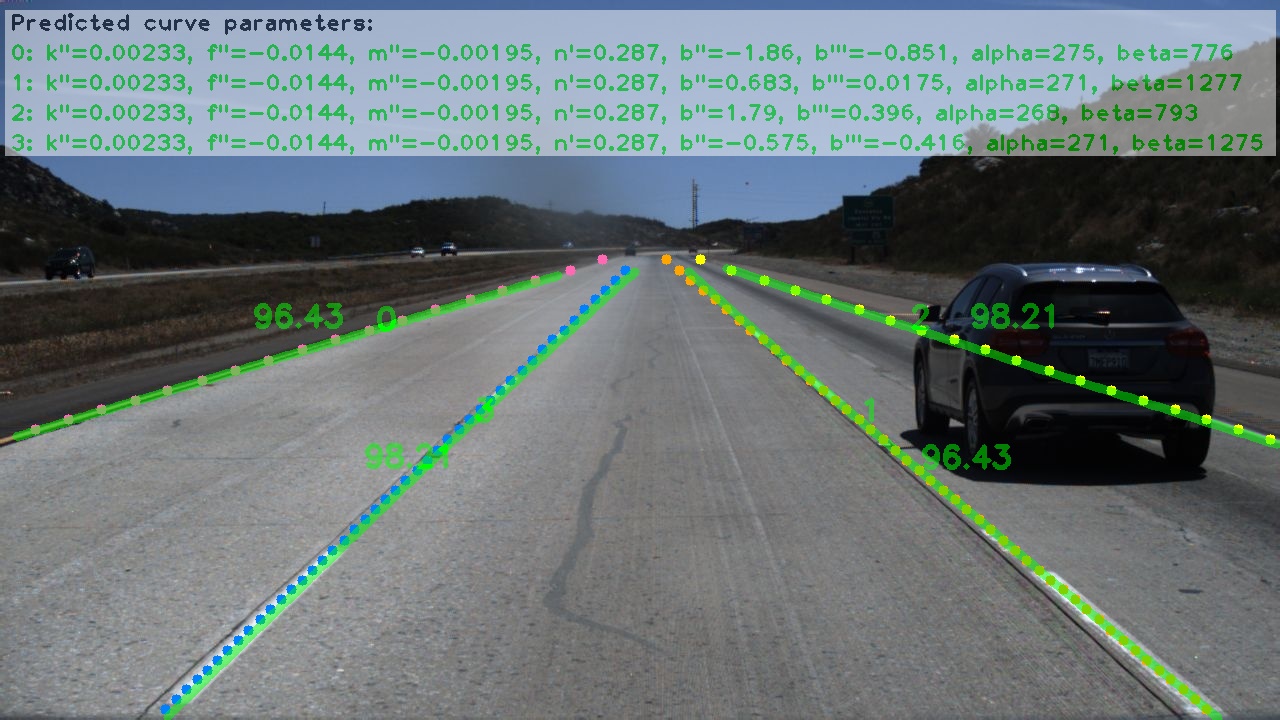 Predicted curve parameters:
0: k''=0.00233, f''=-0.0144, m''=-0.00195, n'=0.287, b''=-1.86, b'''=-0.851, alpha=275, beta=776
1: k''=0.00233, f''=-0.0144, m''=-0.00195, n'=0.287, b''=0.683, b'''=0.0175, alpha=271, beta=1277
2: k''=0.00233, f''=-0.0144, m''=-0.00195, n'=0.287, b''=1.79, b'''=0.396, alpha=268, beta=793
3: k''=0.00233, f''=-0.0144, m''=-0.00195, n'=0.287, b''=-0.575, b'''=-0.416, alpha=271, beta=1275
96.43 0
2 98.21
3
1
98.21
96.43